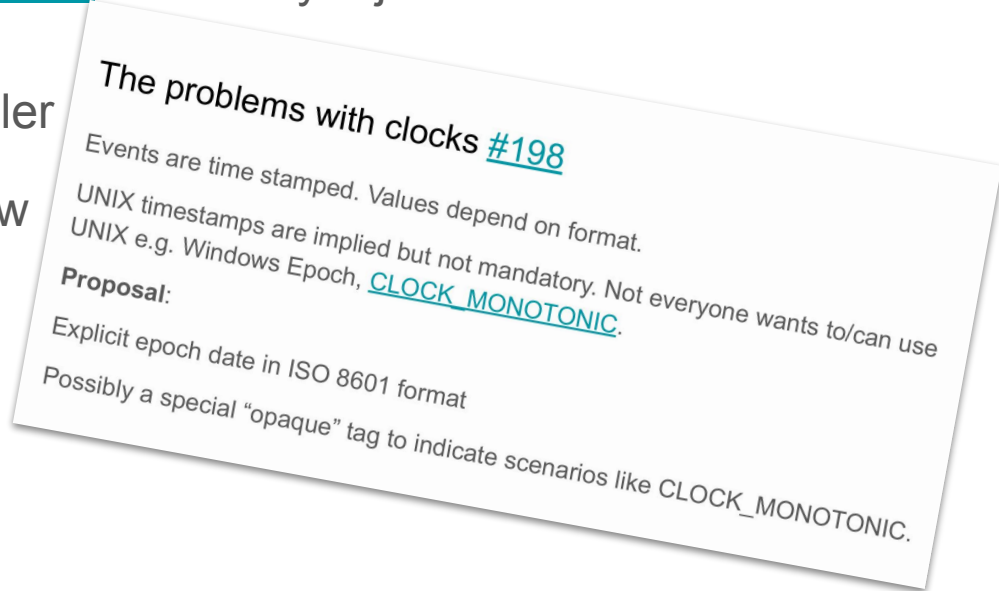 ler
w
The problems with clocks #198
Events are time stamped. Values depend on format.
UNIX timestamps are implied but not mandatory. Not everyone wants to/can use
UNIX e.g. Windows Epoch, CLOCK_MONOTONIC.
Proposal:
Explicit epoch date in ISO 8601 format
Possibly a special “opaque” tag to indicate scenarios like CLOCK_MONOTONIC.